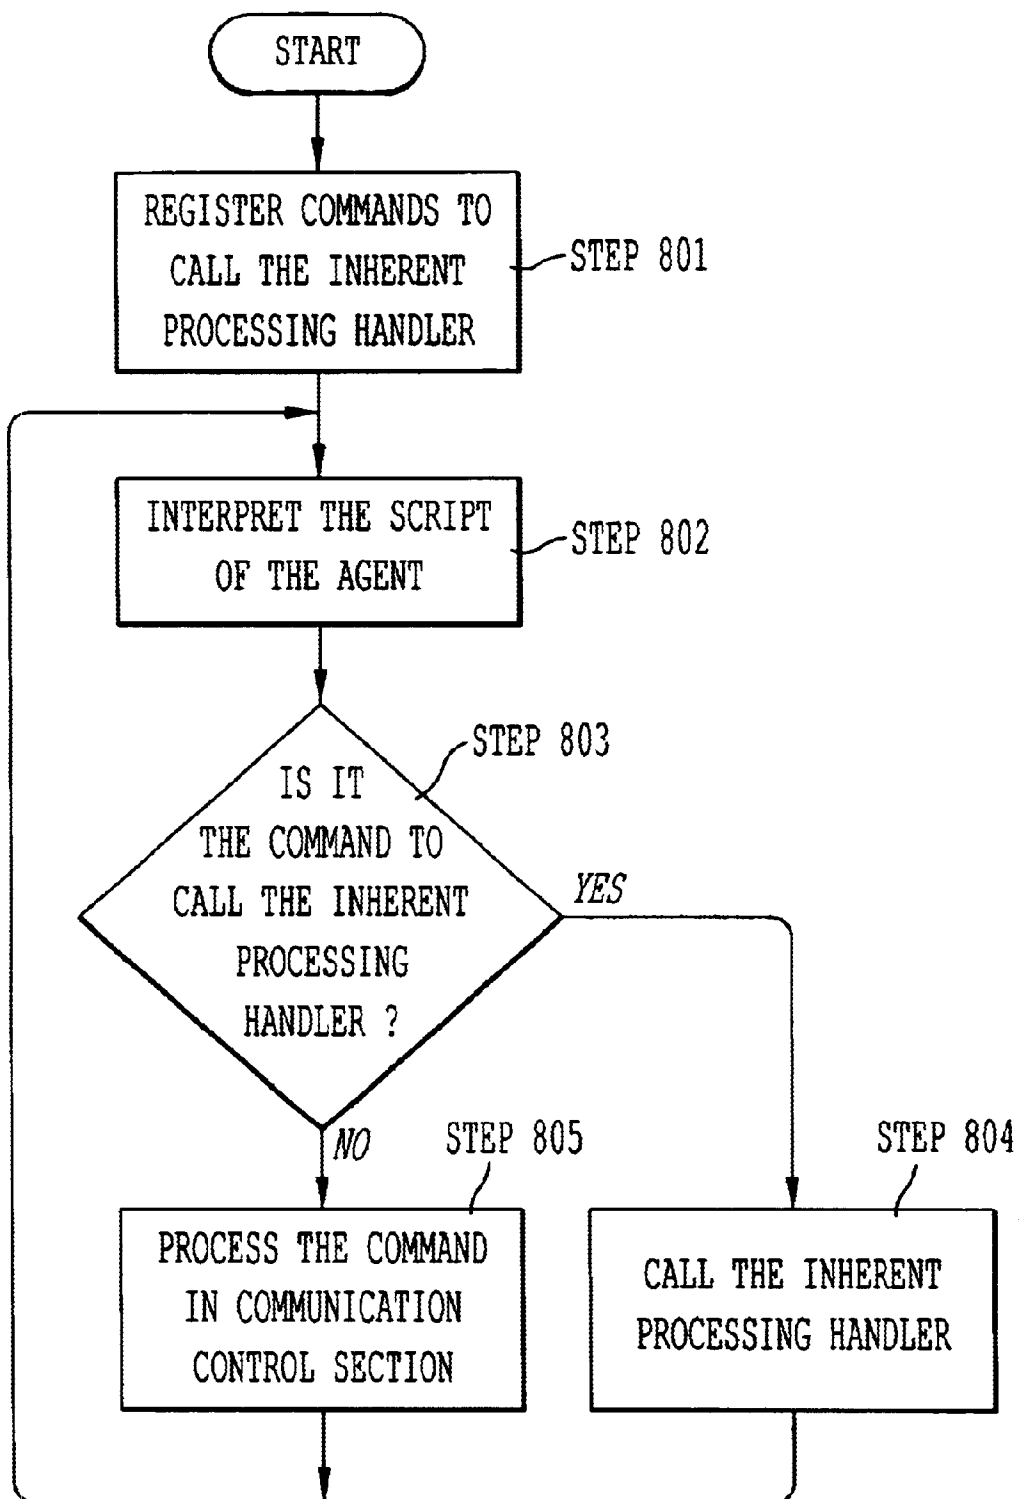 START
REGISTER COMMANDS TO
CALL THE INHERENT
PROCESSING HANDLER
STEP 801
INTERPRET THE SCRIPT
OF THE AGENT
STEP 802
STEP 803
IS IT
THE COMMAND TO
CALL THE INHERENT
PROCESSING
HANDLER ?
YES
NO
STEP 805
STEP 804
PROCESS THE COMMAND
IN COMMUNICATION
CONTROL SECTION
CALL THE INHERENT
PROCESSING HANDLER